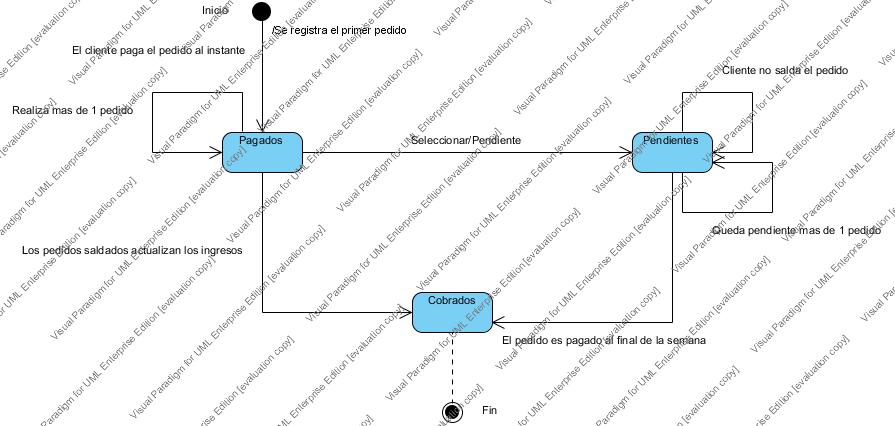 Inicio
/Se registra el primer pedido
El cliente paga el pedido al instante
Cliente no salda el pedido
Realiza mas de 1 pedido
Pagados
Seleccionar/Pendiente
Pendientes
Queda pendiente mas de 1 pedido
Los pedidos saldados actualizan los ingresos
Cobrados
El pedido es pagado al final de la semana
Fin
Visual Paradigm for UML Enterprise Edition [evaluation copy]